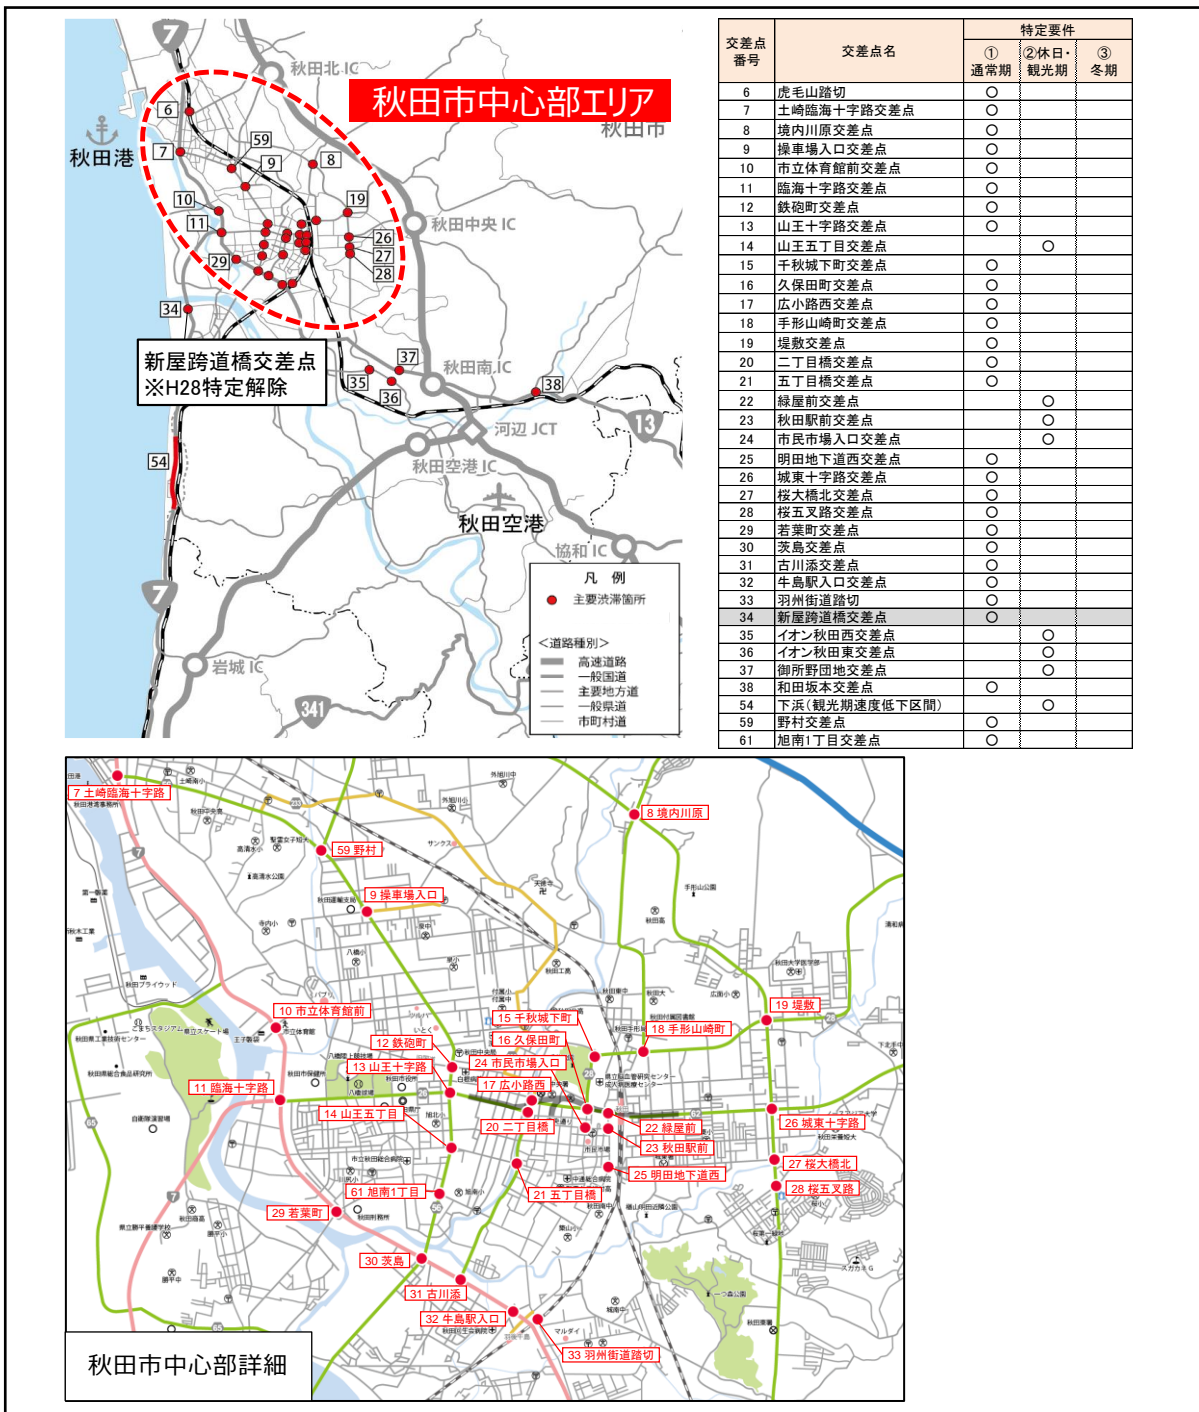 7
秋田北 IC
秋田市中心部エリア
秋田市
秋田港
6
7
59
9
8
10
11
19
26
27
28
29
34
秋田中央 IC
新屋跨道橋交差点
※H28特定解除
35
37
36
秋田南 IC
38
河辺 JCT
13
秋田空港 IC
54
秋田空港
協和 IC
7
岩城 IC
341
凡 例
主要渋滞箇所
<道路種別>
高速道路
一般国道
主要地方道
一般県道
市町村道
交差点番号 交差点名 特定要件
①通常期 ②休日・観光期 ③冬期
6 虎毛山踏切 ○
7 土崎臨海十字路交差点 ○
8 境内川原交差点 ○
9 操車場入口交差点 ○
10 市立体育館前交差点 ○
11 臨海十字路交差点 ○
12 鉄砲町交差点 ○
13 山王十字路交差点 ○
14 山王五丁目交差点 ○
15 千秋城下町交差点 ○
16 久保田町交差点 ○
17 広小路西交差点 ○
18 手形山崎町交差点 ○
19 堤敷交差点 ○
20 二丁目橋交差点 ○
21 五丁目橋交差点 ○
22 緑屋前交差点 ○
23 秋田駅前交差点 ○
24 市民市場入口交差点 ○
25 明田地下道西交差点 ○
26 城東十字路交差点 ○
27 桜大橋北交差点 ○
28 桜五叉路交差点 ○
29 若葉町交差点 ○
30 茨島交差点 ○
31 古川添交差点 ○
32 牛島駅入口交差点 ○
33 羽州街道踏切 ○
34 新屋跨道橋交差点 ○
35 イオン秋田西交差点 ○
36 イオン秋田東交差点 ○
37 御所野団地交差点 ○
38 和田坂本交差点 ○
54 下浜(観光期速度低下区間) ○
59 野村交差点 ○
61 旭南1丁目交差点 ○
7 土崎臨海十字路
8 境内川原
59 野村
9 操車場入口
10 市立体育館前
15 千秋城下町
16 久保田町
12 鉄砲町
24 市民市場入口
13 山王十字路
17 広小路西
18 手形山崎町
19 堤敷
11 臨海十字路
14 山王五丁目
20 二丁目橋
22 緑屋前
23 秋田駅前
26 城東十字路
27 桜大橋北
25 明田地下道西
28 桜五叉路
61 旭南1丁目
21 五丁目橋
29 若葉町
30 茨島
31 古川添
32 牛島駅入口
33 羽州街道踏切
秋田市中心部詳細